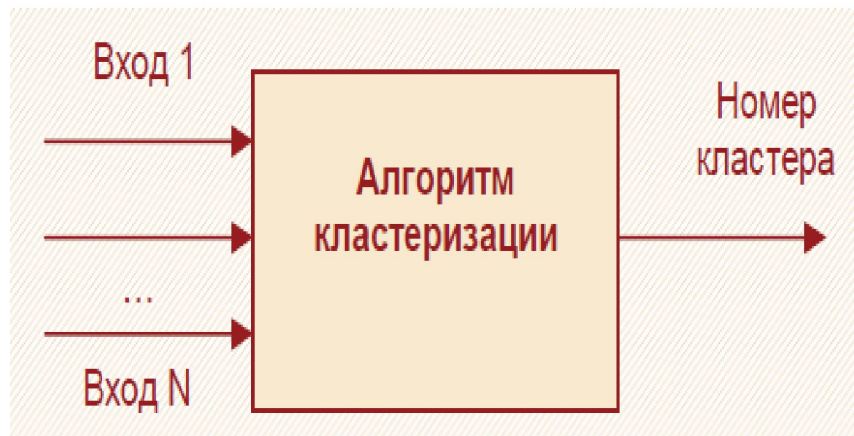 Вход 1
Номер
кластера
Алгоритм
кластеризации
...
Вход N